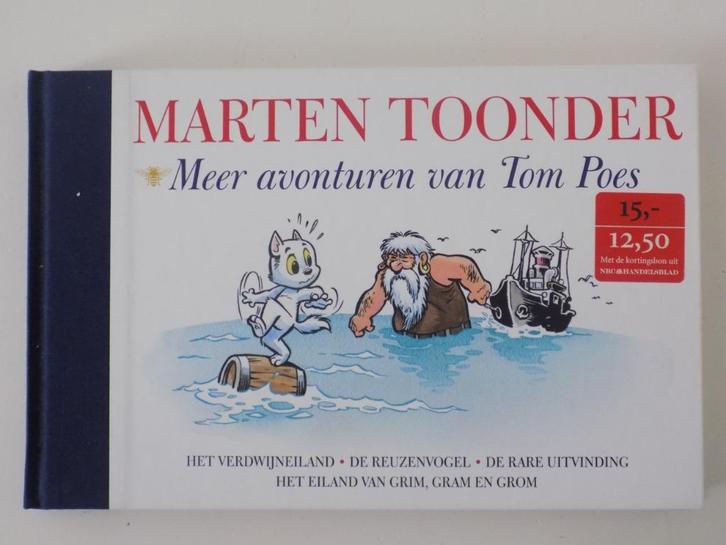 MARTEN TOONDER
Meer avonturen van Tom Poes
15,-
12,50
Met de kortingsbon uit
NRC HANDELSBLAD
HET VERDWIJNEILAND • DE REUZENVOGEL • DE RARE UITVINDING
HET EILAND VAN GRIM, GRAM EN GROM